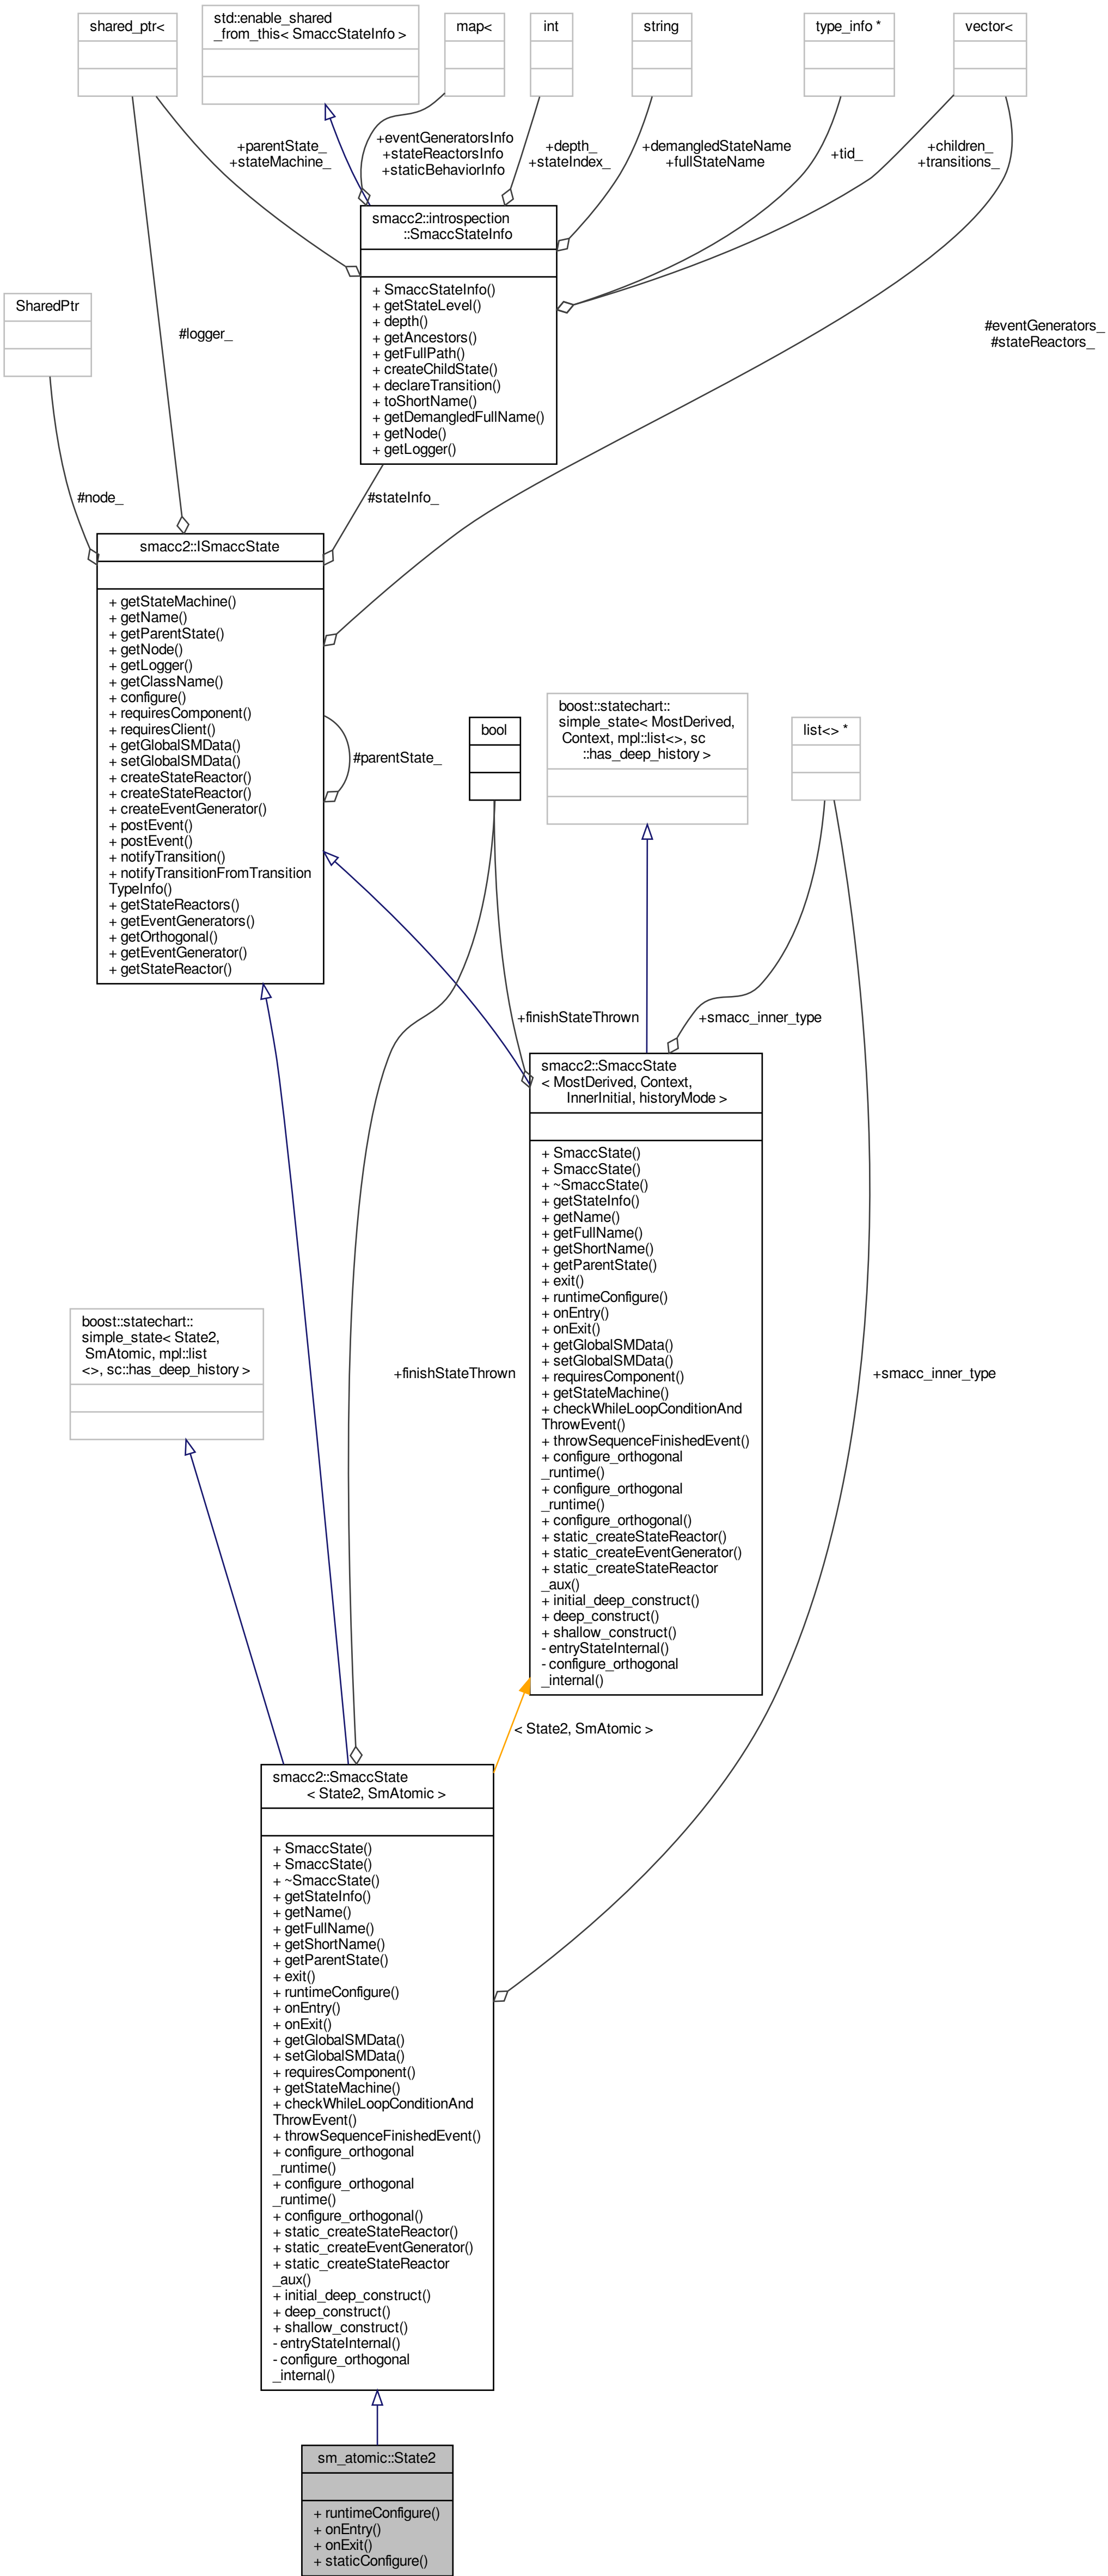 shared_ptr<
std::enable_shared
_from_this< SmaccStateInfo >
map<
int
string
type_info *
vector<
+parentState_
+stateMachine_
+eventGeneratorsInfo
+stateReactorsInfo
+staticBehaviorInfo
+depth_
+stateIndex_
+demangledStateName
+fullStateName
+tid_
+children_
+transitions_
smacc2::introspection
::SmaccStateInfo
+ SmaccStateInfo()
+ getStateLevel()
+ depth()
+ getAncestors()
+ getFullPath()
+ createChildState()
+ declareTransition()
+ toShortName()
+ getDemangledFullName()
+ getNode()
+ getLogger()
SharedPtr
#logger_
#eventGenerators_
#stateReactors_
#node_
#stateInfo_
smacc2::ISmaccState
+ getStateMachine()
+ getName()
+ getParentState()
+ getNode()
+ getLogger()
+ getClassName()
+ configure()
+ requiresComponent()
+ requiresClient()
+ getGlobalSMData()
+ setGlobalSMData()
+ createStateReactor()
+ createStateReactor()
+ createEventGenerator()
+ postEvent()
+ postEvent()
+ notifyTransition()
+ notifyTransitionFromTransition
TypeInfo()
+ getStateReactors()
+ getEventGenerators()
+ getOrthogonal()
+ getEventGenerator()
+ getStateReactor()
#parentState_
bool
boost::statechart::
simple_state< MostDerived,
Context, mpl::list<>, sc
::has_deep_history >
list<> *
+finishStateThrown
+smacc_inner_type
smacc2::SmaccState
< MostDerived, Context,
InnerInitial, historyMode >
+ SmaccState()
+ SmaccState()
+ ~SmaccState()
+ getStateInfo()
+ getName()
+ getFullName()
+ getShortName()
+ getParentState()
+ exit()
+ runtimeConfigure()
+ onEntry()
+ onExit()
+ getGlobalSMData()
+ setGlobalSMData()
+ requiresComponent()
+ getStateMachine()
+ checkWhileLoopConditionAnd
ThrowEvent()
+ throwSequenceFinishedEvent()
+ configure_orthogonal
_runtime()
+ configure_orthogonal
_runtime()
+ configure_orthogonal()
+ static_createStateReactor()
+ static_createEventGenerator()
+ static_createStateReactor
_aux()
+ initial_deep_construct()
+ deep_construct()
+ shallow_construct()
- entryStateInternal()
- configure_orthogonal
_internal()
boost::statechart::
simple_state< State2,
SmAtomic, mpl::list
<>, sc::has_deep_history >
+finishStateThrown
+smacc_inner_type
< State2, SmAtomic >
smacc2::SmaccState
< State2, SmAtomic >
+ SmaccState()
+ SmaccState()
+ ~SmaccState()
+ getStateInfo()
+ getName()
+ getFullName()
+ getShortName()
+ getParentState()
+ exit()
+ runtimeConfigure()
+ onEntry()
+ onExit()
+ getGlobalSMData()
+ setGlobalSMData()
+ requiresComponent()
+ getStateMachine()
+ checkWhileLoopConditionAnd
ThrowEvent()
+ throwSequenceFinishedEvent()
+ configure_orthogonal
_runtime()
+ configure_orthogonal
_runtime()
+ configure_orthogonal()
+ static_createStateReactor()
+ static_createEventGenerator()
+ static_createStateReactor
_aux()
+ initial_deep_construct()
+ deep_construct()
+ shallow_construct()
- entryStateInternal()
- configure_orthogonal
_internal()
sm_atomic::State2
+ runtimeConfigure()
+ onEntry()
+ onExit()
+ staticConfigure()